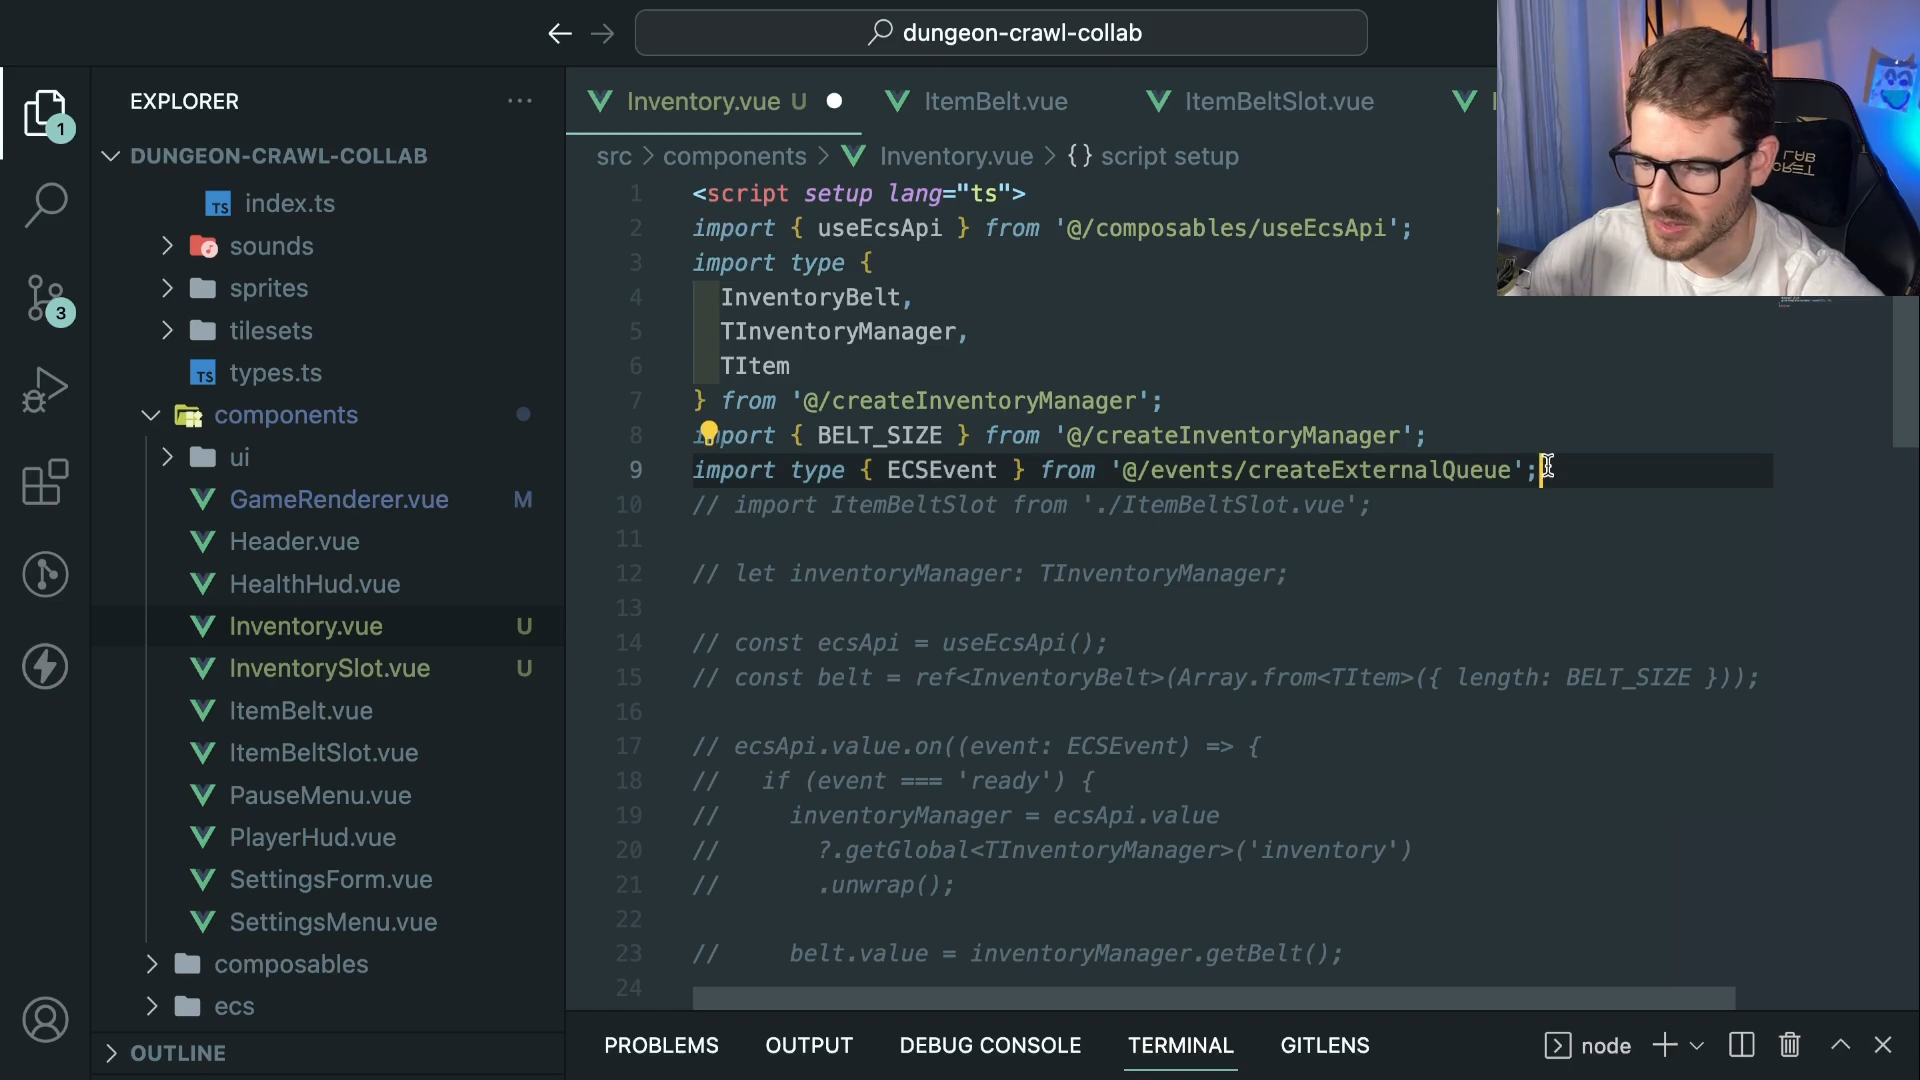 dungeon-crawl-collab
EXPLORER
1
DUNGEON-CRAWL-COLLAB
TS index.ts
sounds
sprites
tilesets
TS types.ts
components
ui
GameRenderer.vue M
Header.vue
HealthHud.vue
Inventory.vue U
InventorySlot.vue U
ItemBelt.vue
ItemBeltSlot.vue
PauseMenu.vue
PlayerHud.vue
SettingsForm.vue
SettingsMenu.vue
composables
ecs
OUTLINE
3
Inventory.vue U
ItemBelt.vue
ItemBeltSlot.vue
src > components > Inventory.vue > {} script setup
1 <script setup lang="ts">
2 import { useEcsApi } from '@/composables/useEcsApi';
3 import type {
4 InventoryBelt,
5 TInventoryManager,
6 TItem
7 } from '@/createInventoryManager';
8 import { BELT_SIZE } from '@/createInventoryManager';
9 import type { ECSEvent } from '@/events/createExternalQueue';
10 // import ItemBeltSlot from './ItemBeltSlot.vue';
11
12 // let inventoryManager: TInventoryManager;
13
14 // const ecsApi = useEcsApi();
15 // const belt = ref<InventoryBelt>(Array.from<TItem>({ length: BELT_SIZE }));
16
17 // ecsApi.value.on((event: ECSEvent) => {
18 //   if (event === 'ready') {
19 //     inventoryManager = ecsApi.value
20 //       ?.getGlobal<TInventoryManager>('inventory')
21 //       .unwrap();
22
23 //     belt.value = inventoryManager.getBelt();
24
PROBLEMS OUTPUT DEBUG CONSOLE TERMINAL GITLENS
node